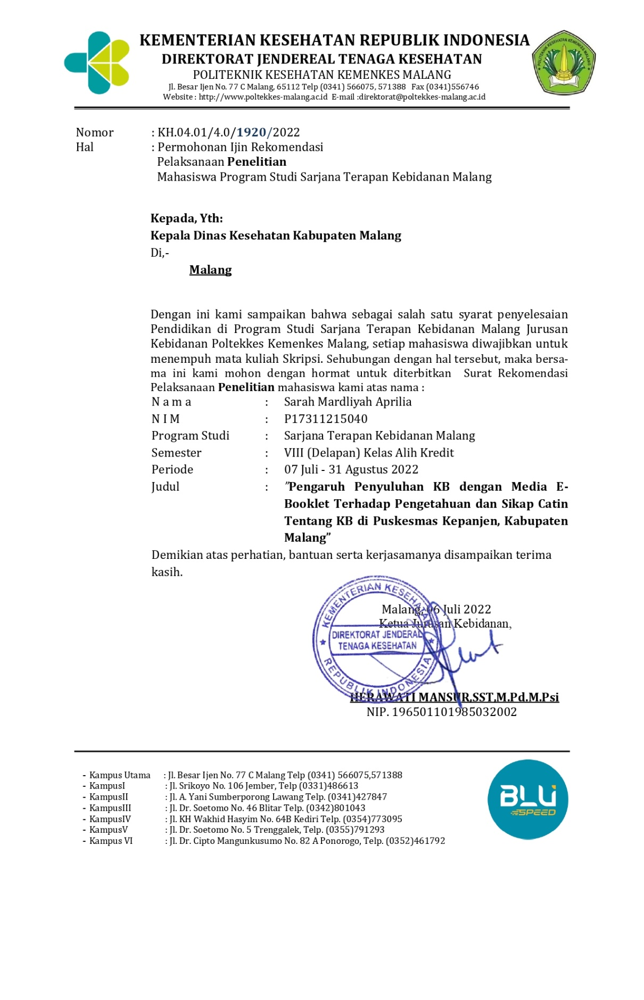 KEMENTERIAN KESEHATAN REPUBLIK INDONESIA
DIREKTORAT JENDEREAL TENAGA KESEHATAN
POLITEKNIK KESEHATAN KEMENKES MALANG
Jl. Besar Ijen No. 77 C Malang, 65112 Telp (0341) 566075, 571388 Fax (0341)556746
Website : http://www.poltekkes-malang.ac.id E-mail :direktorat@poltekkes-malang.ac.id
POLITEKNIK KESEHATAN KEMENKES MALANG
Nomor : KH.04.01/4.0/1920/2022
Hal : Permohonan Ijin Rekomendasi
Pelaksanaan Penelitian
Mahasiswa Program Studi Sarjana Terapan Kebidanan Malang
Kepada, Yth:
Kepala Dinas Kesehatan Kabupaten Malang
Di,-
Malang
Dengan ini kami sampaikan bahwa sebagai salah satu syarat penyelesaian
Pendidikan di Program Studi Sarjana Terapan Kebidanan Malang Jurusan
Kebidanan Poltekkes Kemenkes Malang, setiap mahasiswa diwajibkan untuk
menempuh mata kuliah Skripsi. Sehubungan dengan hal tersebut, maka bersa-
ma ini kami mohon dengan hormat untuk diterbitkan Surat Rekomendasi
Pelaksanaan Penelitian mahasiswa kami atas nama :
N a m a : Sarah Mardliyah Aprilia
N I M : P17311215040
Program Studi : Sarjana Terapan Kebidanan Malang
Semester : VIII (Delapan) Kelas Alih Kredit
Periode : 07 Juli - 31 Agustus 2022
Judul : "Pengaruh Penyuluhan KB dengan Media E-
Booklet Terhadap Pengetahuan dan Sikap Catin
Tentang KB di Puskesmas Kepanjen, Kabupaten
Malang"
Demikian atas perhatian, bantuan serta kerjasamanya disampaikan terima
kasih.
Malang, 06 Juli 2022
Ketua Jurusan Kebidanan,
KEMENTERIAN KESEHATAN
DIREKTORAT JENDERAL
TENAGA KESEHATAN
REPUBLIK INDONESIA
HERAWATI MANSUR,SST,M.Pd.M.Psi
NIP. 196501101985032002
- Kampus Utama : Jl. Besar Ijen No. 77 C Malang Telp (0341) 566075,571388
- KampusI : Jl. Srikoyo No. 106 Jember, Telp (0331)486613
- KampusII : Jl. A. Yani Sumberporong Lawang Telp. (0341)427847
- KampusIII : Jl. Dr. Soetomo No. 46 Blitar Telp. (0342)801043
- KampusIV : Jl. KH Wakhid Hasyim No. 64B Kediri Telp. (0354)773095
- KampusV : Jl. Dr. Soetomo No. 5 Trenggalek, Telp. (0355)791293
- Kampus VI : Jl. Dr. Cipto Mangunkusumo No. 82 A Ponorogo, Telp. (0352)461792
BLU
SPEED